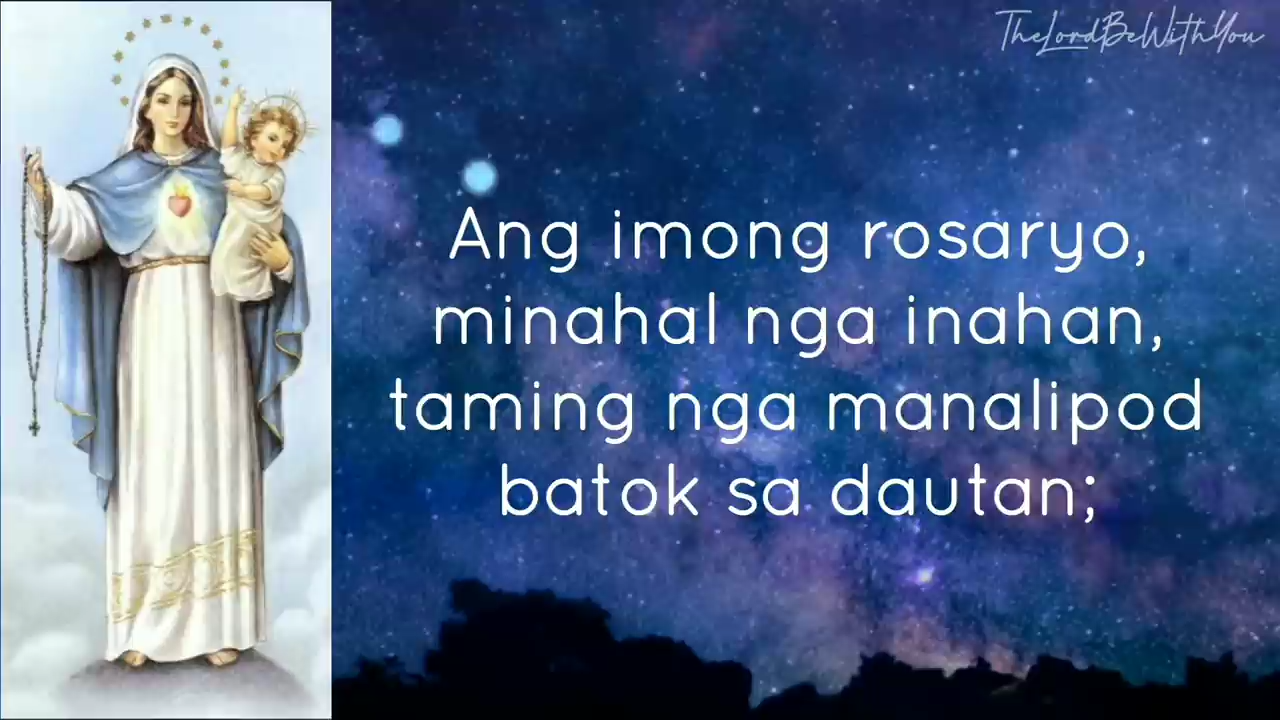 TheLordBeWithYou
Ang imong rosaryo,
minahal nga inahan,
taming nga manalipod
batok sa dautan;